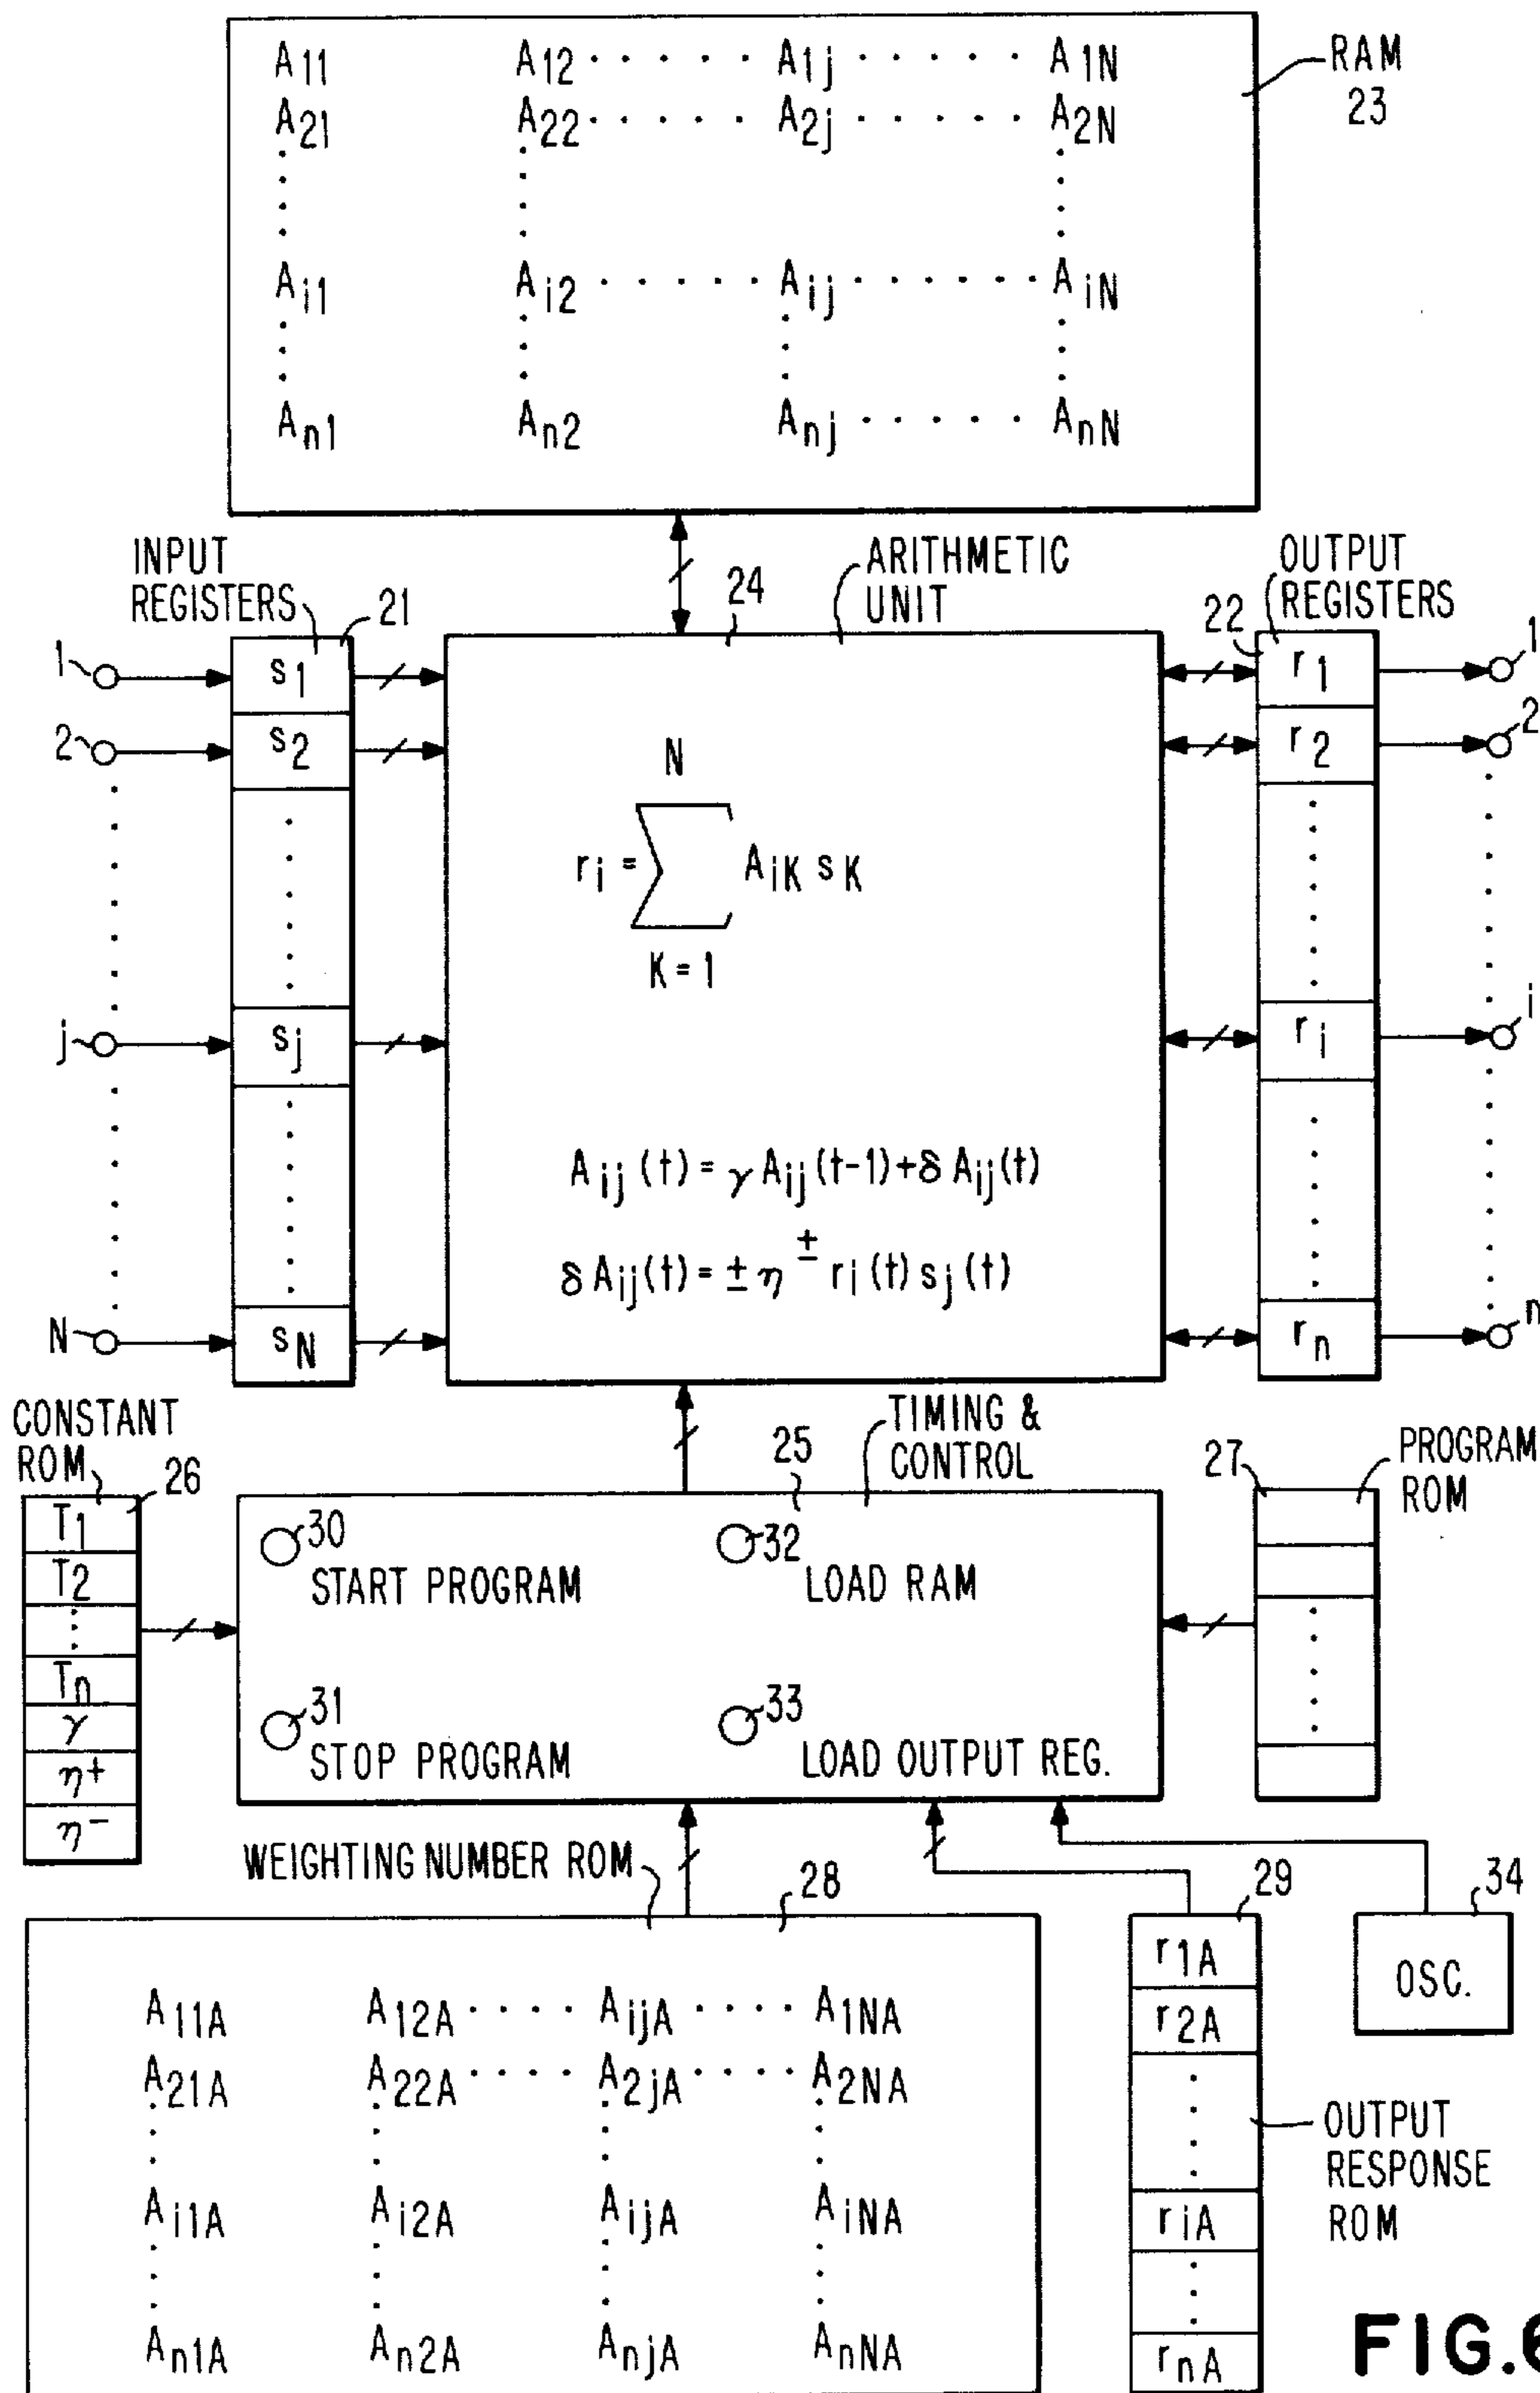 A11 A12 · · · · · A1j · · · · · A1N
RAM
23
A21 A22 · · · · · A2j · · · · · A2N
Ai1 Ai2 · · · · · Aij · · · · · · AiN
An1 An2 Anj · · · · · AnN
INPUT
REGISTERS
21
24
ARITHMETIC
UNIT
OUTPUT
REGISTERS
22
1 s1 r1 1
2 s2 r2 2
N
ri = ∑ AiK sK
K = 1
j sj ri i
Aij (t) = γ Aij (t-1) + δ Aij(t)
δ Aij(t) = ± η ± ri (t) sj (t)
N sN rn n
CONSTANT
ROM
26
T1
T2
Tn
γ
η+
η−
25
TIMING &
CONTROL
30
START PROGRAM
32
LOAD RAM
31
STOP PROGRAM
33
LOAD OUTPUT REG.
27
PROGRAM
ROM
WEIGHTING NUMBER ROM
28
A11A A12A · · · · AijA · · · · A1NA
A21A A22A · · · · A2jA · · · · A2NA
Ai1A Ai2A AijA AiNA
An1A An2A AnjA AnNA
29
r1A
r2A
riA
rnA
OUTPUT
RESPONSE
ROM
34
OSC.
FIG.6